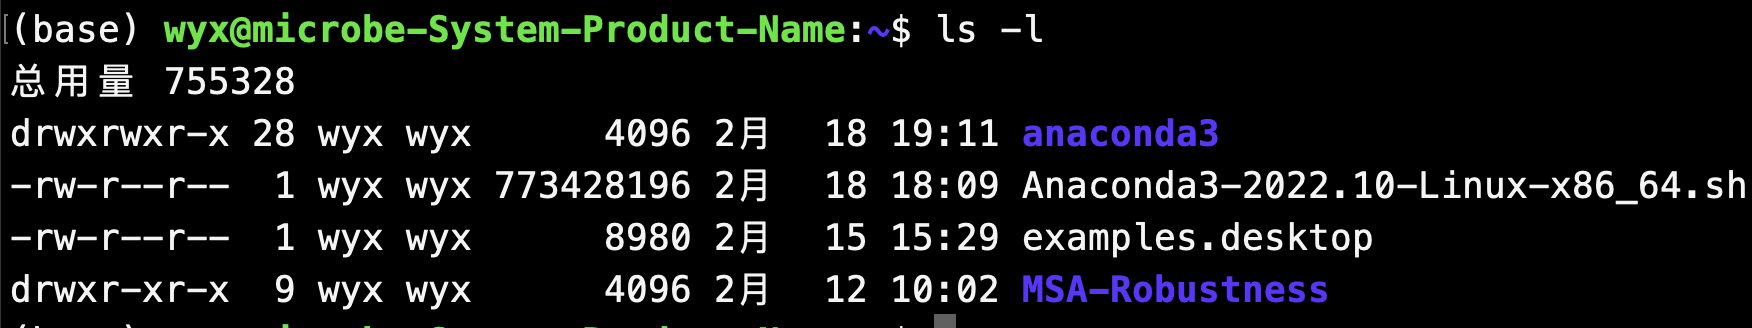 (base) wyx@microbe-System-Product-Name:~$ ls -l
总用量 755328
drwxrwxr-x 28 wyx wyx      4096 2月  18 19:11 anaconda3
-rw-r--r--  1 wyx wyx 773428196 2月  18 18:09 Anaconda3-2022.10-Linux-x86_64.sh
-rw-r--r--  1 wyx wyx      8980 2月  15 15:29 examples.desktop
drwxr-xr-x  9 wyx wyx      4096 2月  12 10:02 MSA-Robustness